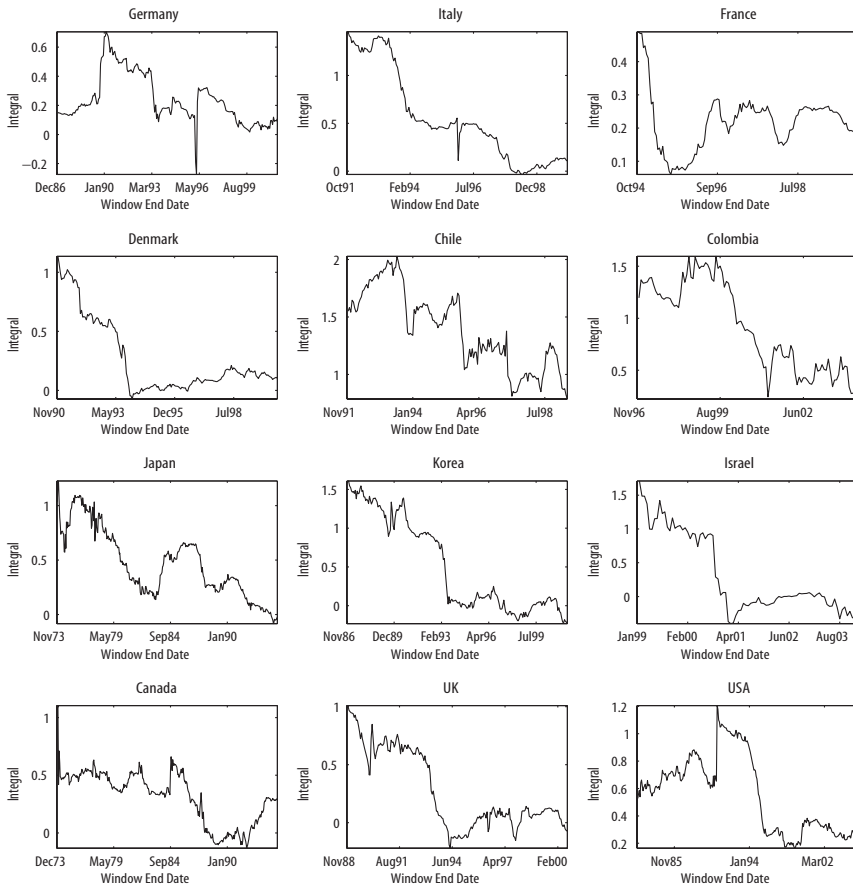 Germany
0.6
0.4
0.2
0
−0.2
Integral
Dec86 Jan90 Mar93 May96 Aug99
Window End Date
Italy
1
0.5
0
Integral
Oct91 Feb94 Jul96 Dec98
Window End Date
France
0.4
0.3
0.2
0.1
Integral
Oct94 Sep96 Jul98
Window End Date
Denmark
1
0.5
0
Integral
Nov90 May93 Dec95 Jul98
Window End Date
Chile
2
1.5
1
Integral
Nov91 Jan94 Apr96 Jul98
Window End Date
Colombia
1.5
1
0.5
Integral
Nov96 Aug99 Jun02
Window End Date
Japan
1
0.5
0
Integral
Nov73 May79 Sep84 Jan90
Window End Date
Korea
1.5
1
0.5
0
Integral
Nov86 Dec89 Feb93 Apr96 Jul99
Window End Date
Israel
1.5
1
0.5
0
Integral
Jan99 Feb00 Apr01 Jun02 Aug03
Window End Date
Canada
1
0.5
0
Integral
Dec73 May79 Sep84 Jan90
Window End Date
UK
1
0.5
0
Integral
Nov88 Aug91 Jun94 Apr97 Feb00
Window End Date
USA
1.2
1
0.8
0.6
0.4
0.2
Integral
Nov85 Jan94 Mar02
Window End Date